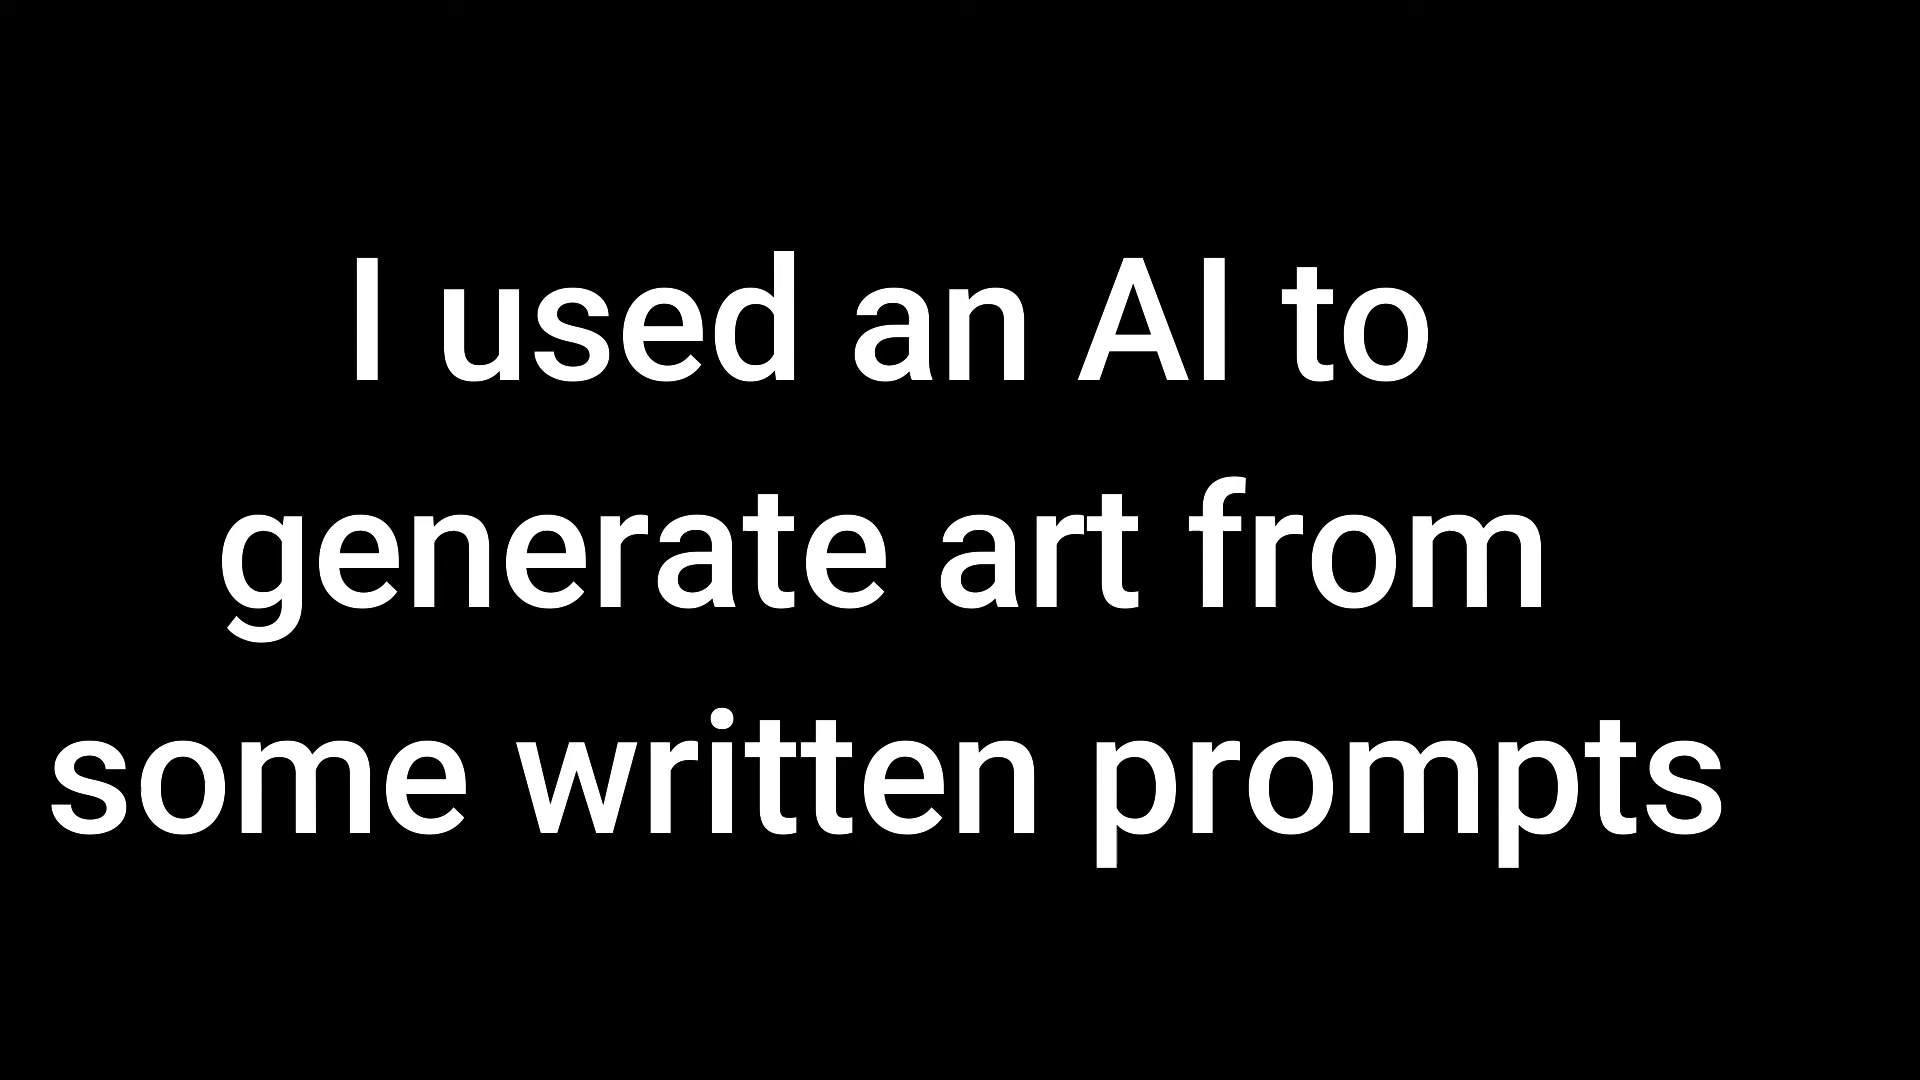 I used an AI to
generate art from
some written prompts